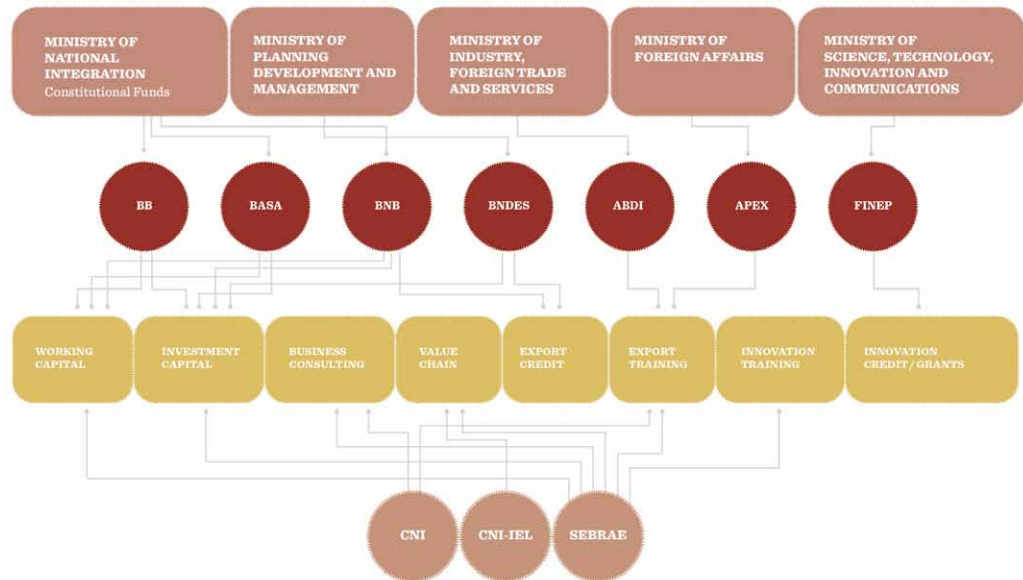 MINISTRY OF
NATIONAL
INTEGRATION
Constitutional Funds
MINISTRY OF
PLANNING
DEVELOPMENT AND
MANAGEMENT
MINISTRY OF
INDUSTRY,
FOREIGN TRADE
AND SERVICES
MINISTRY OF
FOREIGN AFFAIRS
MINISTRY OF
SCIENCE, TECHNOLOGY,
INNOVATION AND
COMMUNICATIONS
BB
BASA
BNB
BNDES
ABDI
APEX
FINEP
WORKING
CAPITAL
INVESTMENT
CAPITAL
BUSINESS
CONSULTING
VALUE
CHAIN
EXPORT
CREDIT
EXPORT
TRAINING
INNOVATION
TRAINING
INNOVATION
CREDIT / GRANTS
CNI
CNI-IEL
SEBRAE